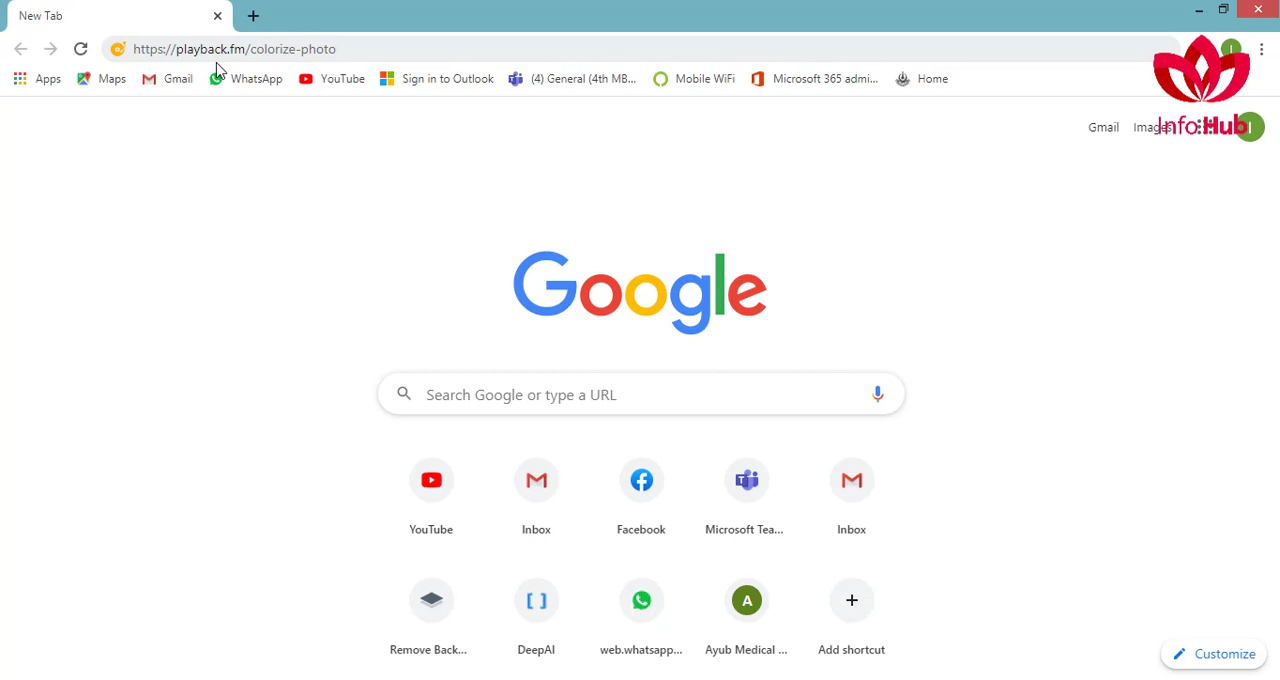 New Tab
https://playback.fm/colorize-photo
Apps Maps Gmail WhatsApp YouTube Sign in to Outlook (4) General (4th MB... Mobile WiFi Microsoft 365 admi... Home
Gmail Images
InfoHub
I
Google
Search Google or type a URL
YouTube Inbox Facebook Microsoft Tea... Inbox
A
Remove Back... DeepAI web.whatsapp... Ayub Medical ... Add shortcut
Customize